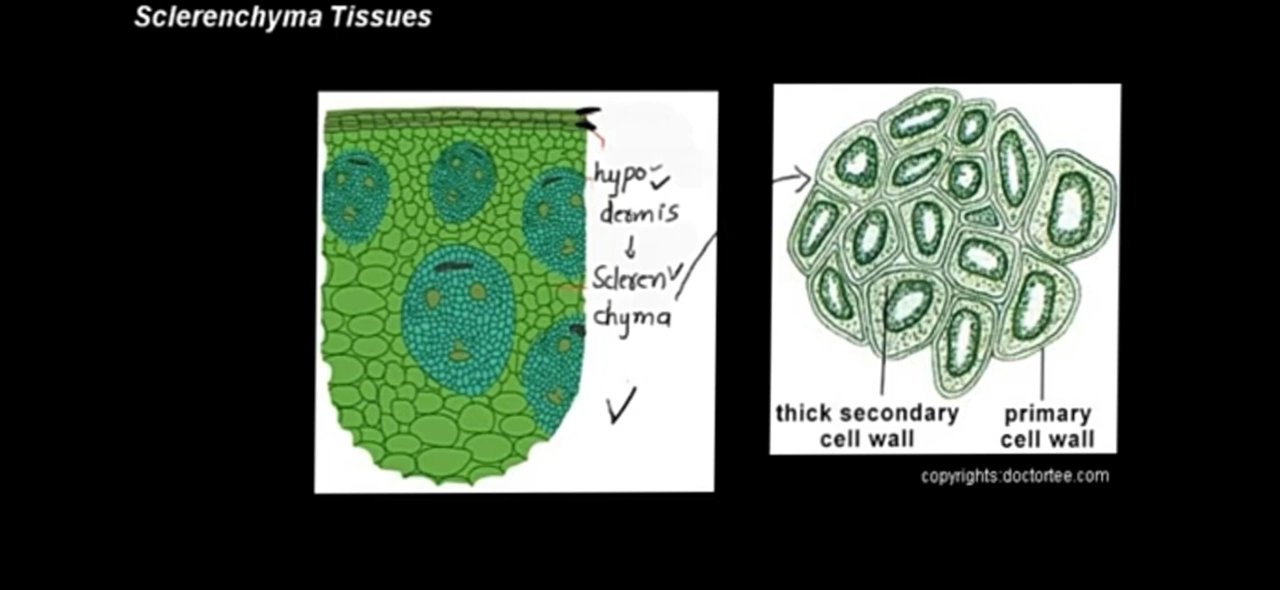 Sclerenchyma Tissues
hypo
dermis
Scleren
chyma
thick secondary
cell wall
primary
cell wall
copyrights:doctortee.com